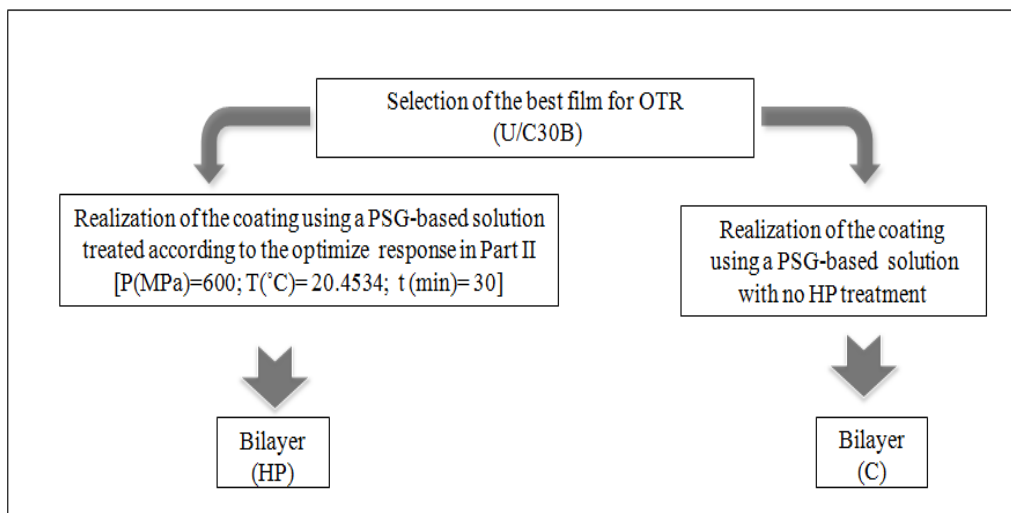 Selection of the best film for OTR
(U/C30B)
Realization of the coating using a PSG-based solution
treated according to the optimize response in Part II
[P(MPa)=600; T(˚C)= 20.4534; t (min)= 30]
Realization of the coating
using a PSG-based solution
with no HP treatment
Bilayer
(HP)
Bilayer
(C)